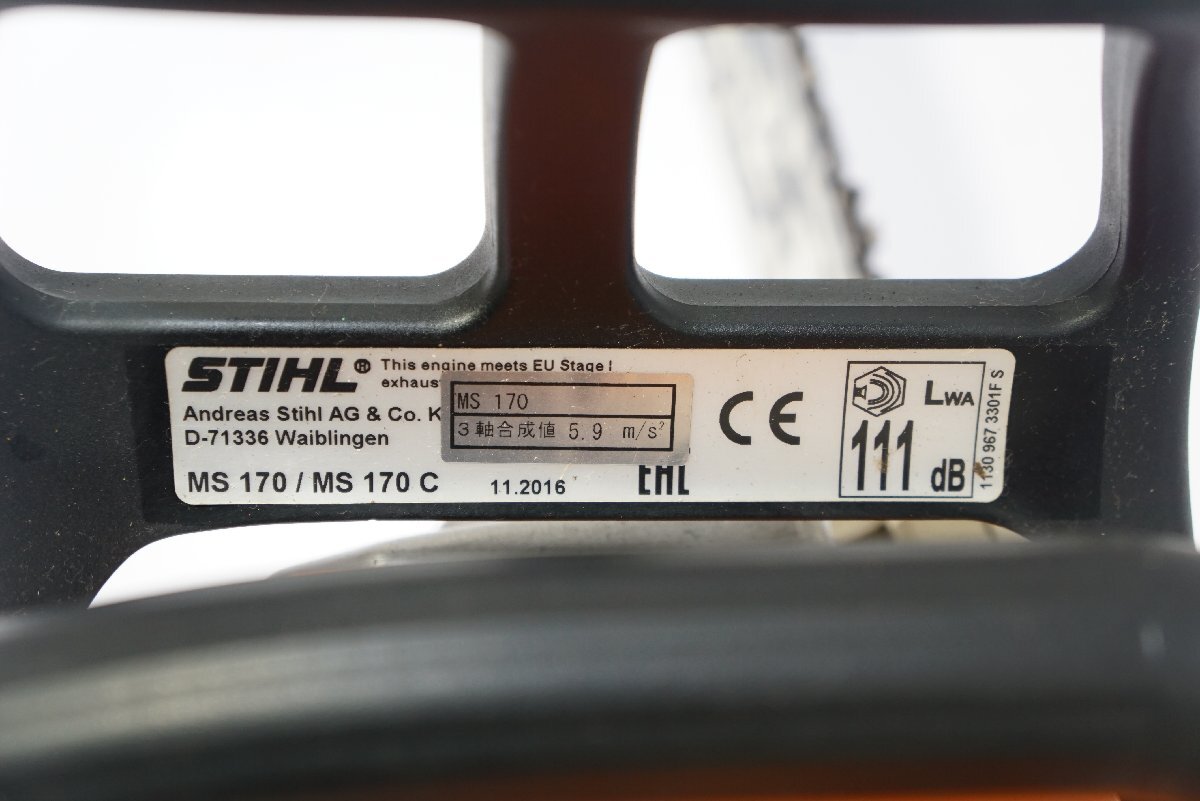 STIHL® This engine meets EU Stage I
exhaus
Andreas Stihl AG & Co. K
D-71336 Waiblingen
MS 170 / MS 170 C
11.2016
MS 170
3軸合成値 5.9 m/s²
CE
EAC
LWA
111 dB
1130 967 3301F S